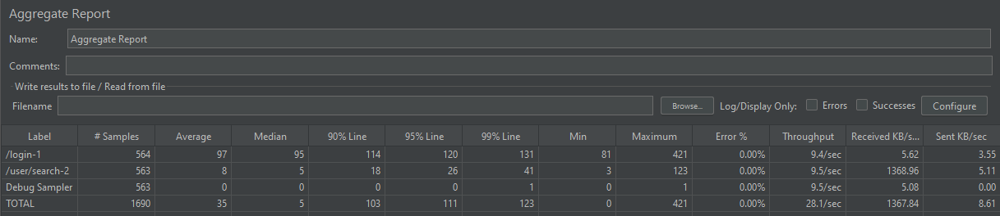 Aggregate Report
Name: Aggregate Report
Comments:
Write results to file / Read from file
Filename Browse... Log/Display Only: Errors Successes Configure
Label # Samples Average Median 90% Line 95% Line 99% Line Min Maximum Error % Throughput Received KB/s... Sent KB/sec
/login-1 564 97 95 114 120 131 81 421 0.00% 9.4/sec 5.62 3.55
/user/search-2 563 8 5 18 26 41 3 123 0.00% 9.5/sec 1368.96 5.11
Debug Sampler 563 0 0 0 0 1 0 1 0.00% 9.5/sec 5.08 0.00
TOTAL 1690 35 5 103 111 123 0 421 0.00% 28.1/sec 1367.84 8.61